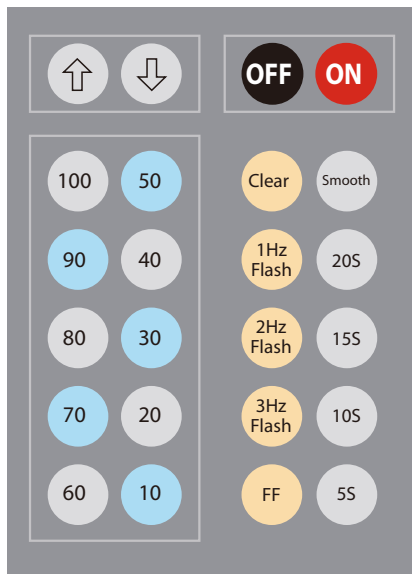 OFF ON
100 50 Clear Smooth
90 40 1Hz Flash 20S
80 30 2Hz Flash 15S
70 20 3Hz Flash 10S
60 10 FF 5S